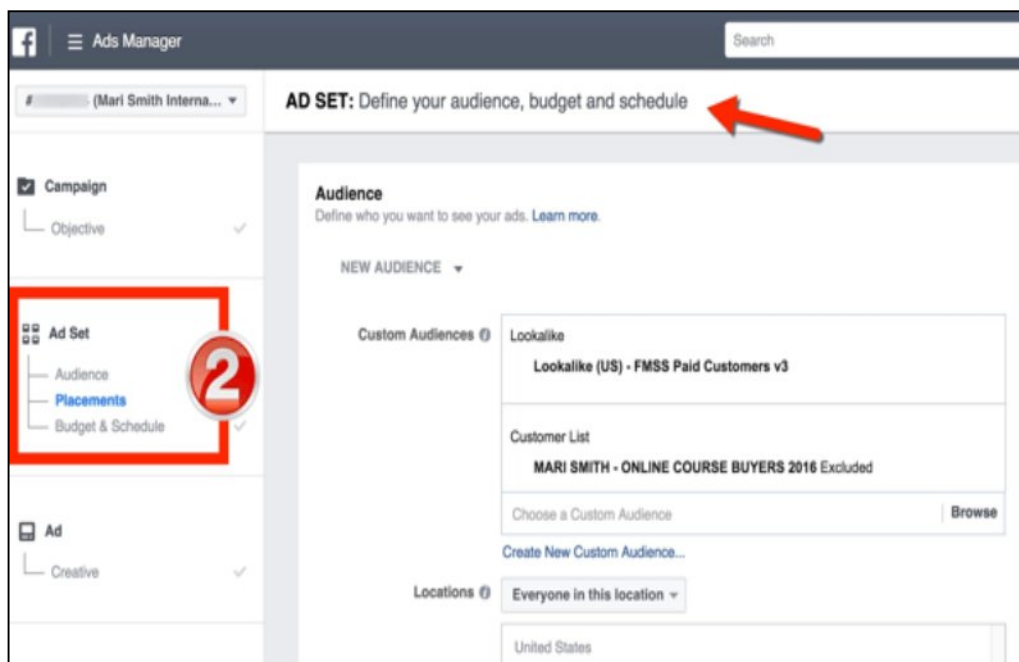 f Ads Manager
Search
# (Mari Smith Interna...
AD SET: Define your audience, budget and schedule
Campaign
Objective
Audience
Define who you want to see your ads. Learn more.
NEW AUDIENCE
Ad Set
Audience
Placements
Budget & Schedule
2
Custom Audiences
Lookalike
Lookalike (US) - FMSS Paid Customers v3
Customer List
MARI SMITH - ONLINE COURSE BUYERS 2016 Excluded
Choose a Custom Audience
Browse
Create New Custom Audience...
Ad
Creative
Locations
Everyone in this location
United States